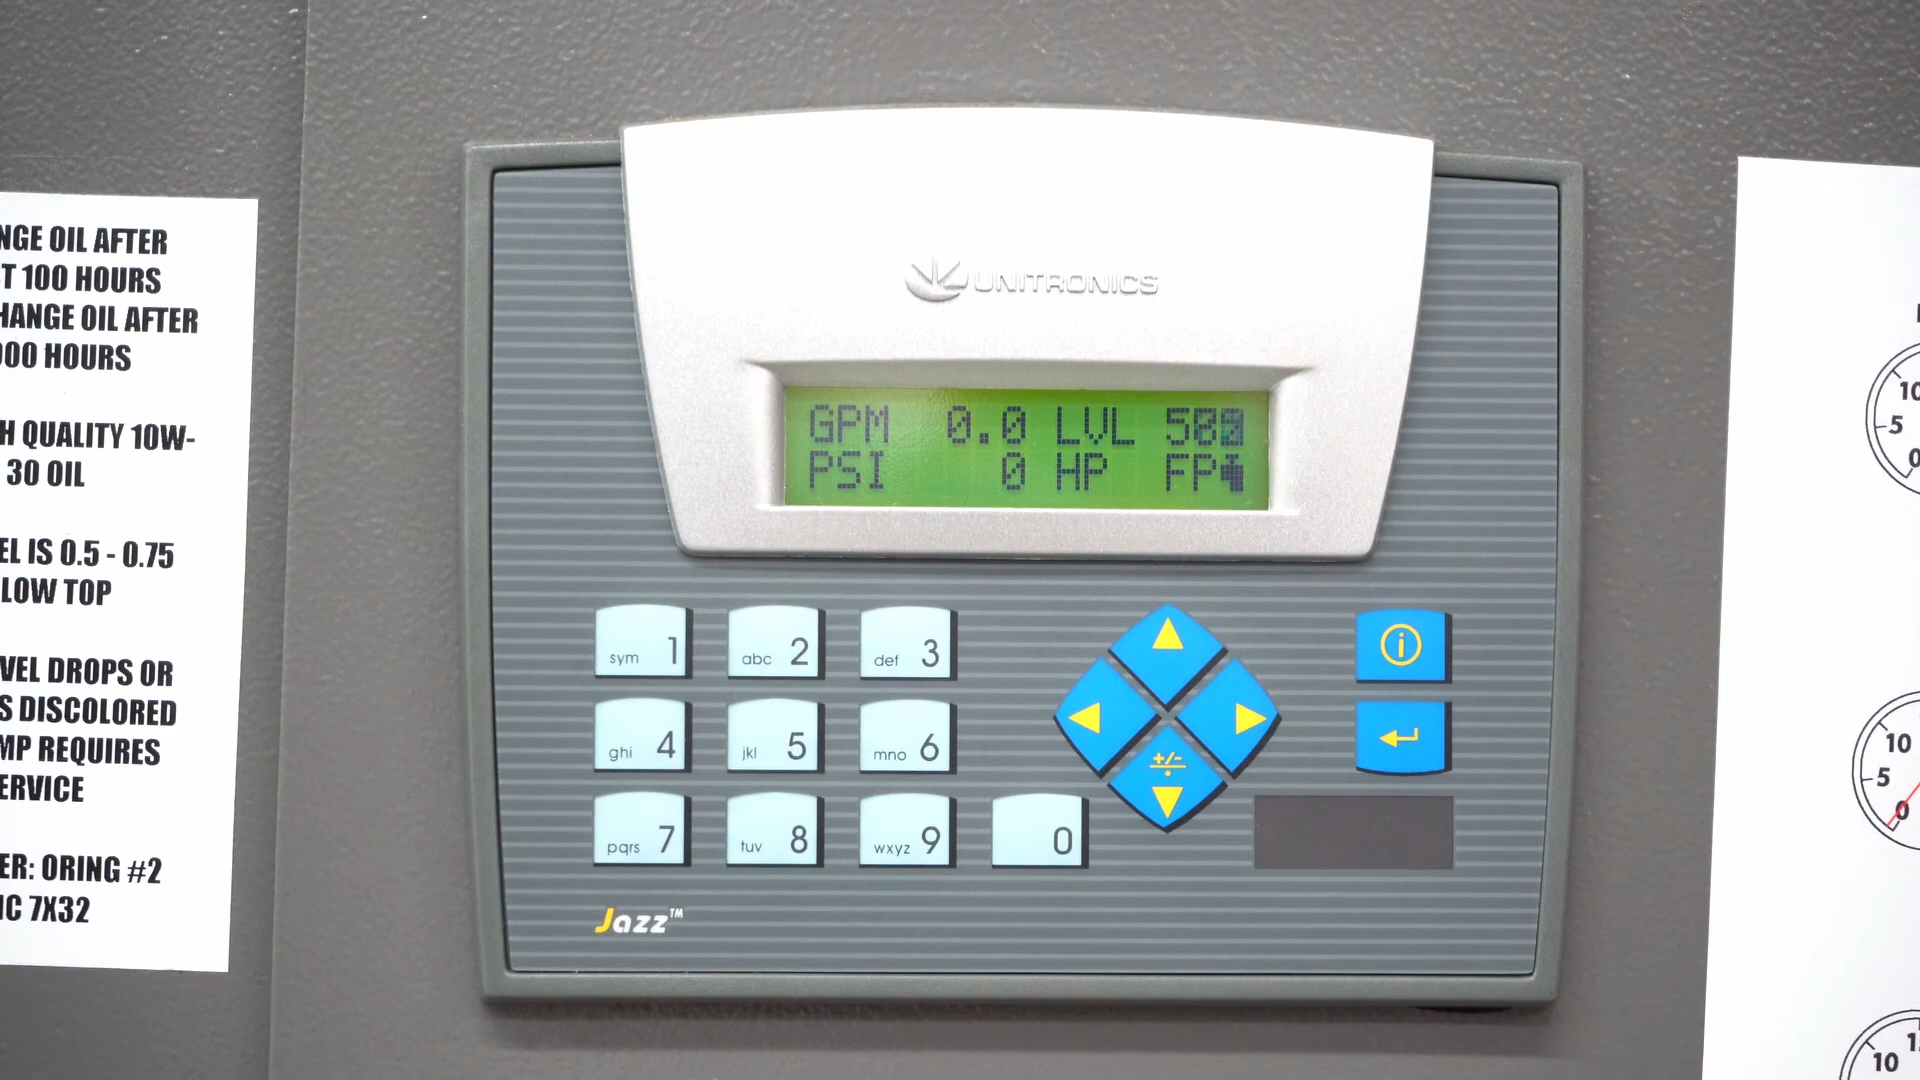 NGE OIL AFTER
T 100 HOURS
HANGE OIL AFTER
000 HOURS
H QUALITY 10W-
30 OIL
EL IS 0.5 - 0.75
LOW TOP
VEL DROPS OR
S DISCOLORED
MP REQUIRES
ERVICE
ER: ORING #2
IC 7X32
UNITRONICS
GPM 0.0 LVL
PSI 0 HP
sym 1 abc 2 def 3
ghi 4 jkl 5 mno 6
pqrs 7 tuv 8 wxyz 9 0
+/-
Jazz™
10
5
0
10
5
0
10